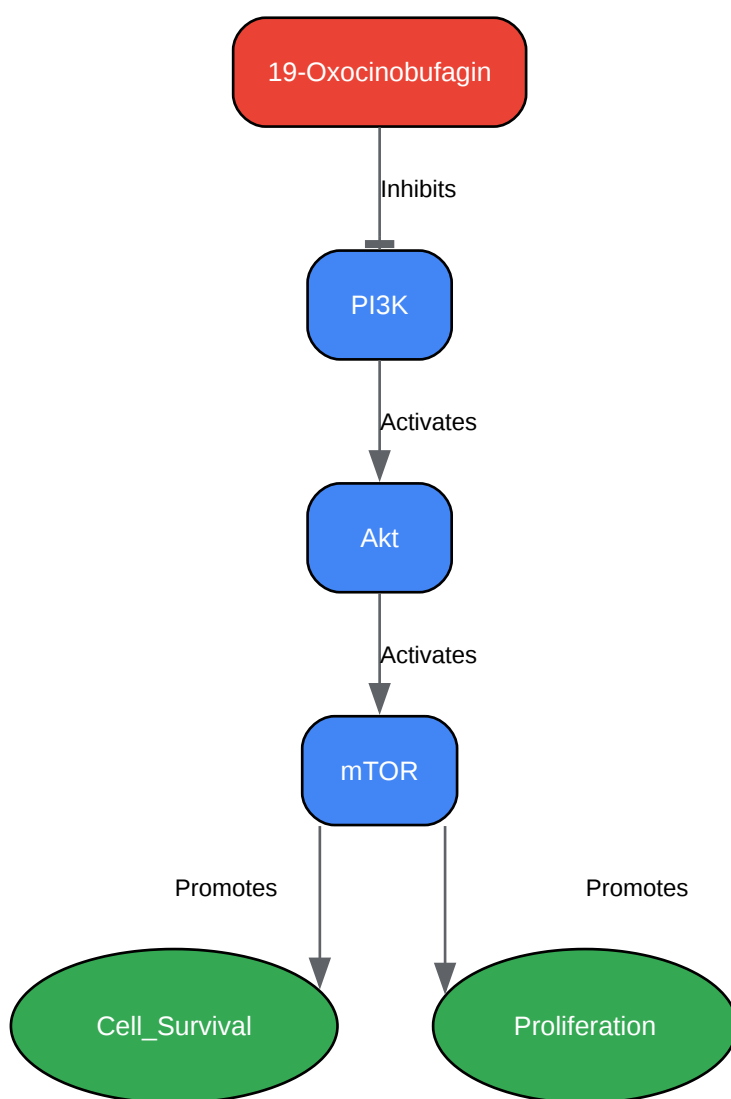 19-Oxocinobufagin
Inhibits
PI3K
Activates
Akt
Activates
mTOR
Promotes
Promotes
Cell_Survival
Proliferation